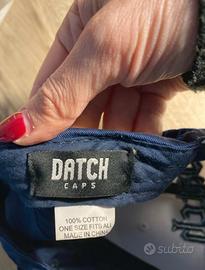 DATCH
CAPS
100% COTTON
ONE SIZE FITS ALL
MADE IN CHINA
subito